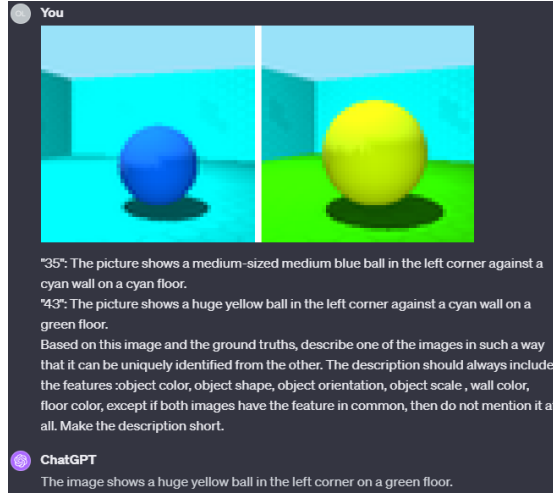 You
"35": The picture shows a medium-sized medium blue ball in the left corner against a
cyan wall on a cyan floor.
"43": The picture shows a huge yellow ball in the left corner against a cyan wall on a
green floor.
Based on this image and the ground truths, describe one of the images in such a way
that it can be uniquely identified from the other. The description should always include
the features :object color, object shape, object orientation, object scale , wall color,
floor color, except if both images have the feature in common, then do not mention it a
all. Make the description short.
ChatGPT
The image shows a huge yellow ball in the left corner on a green floor.